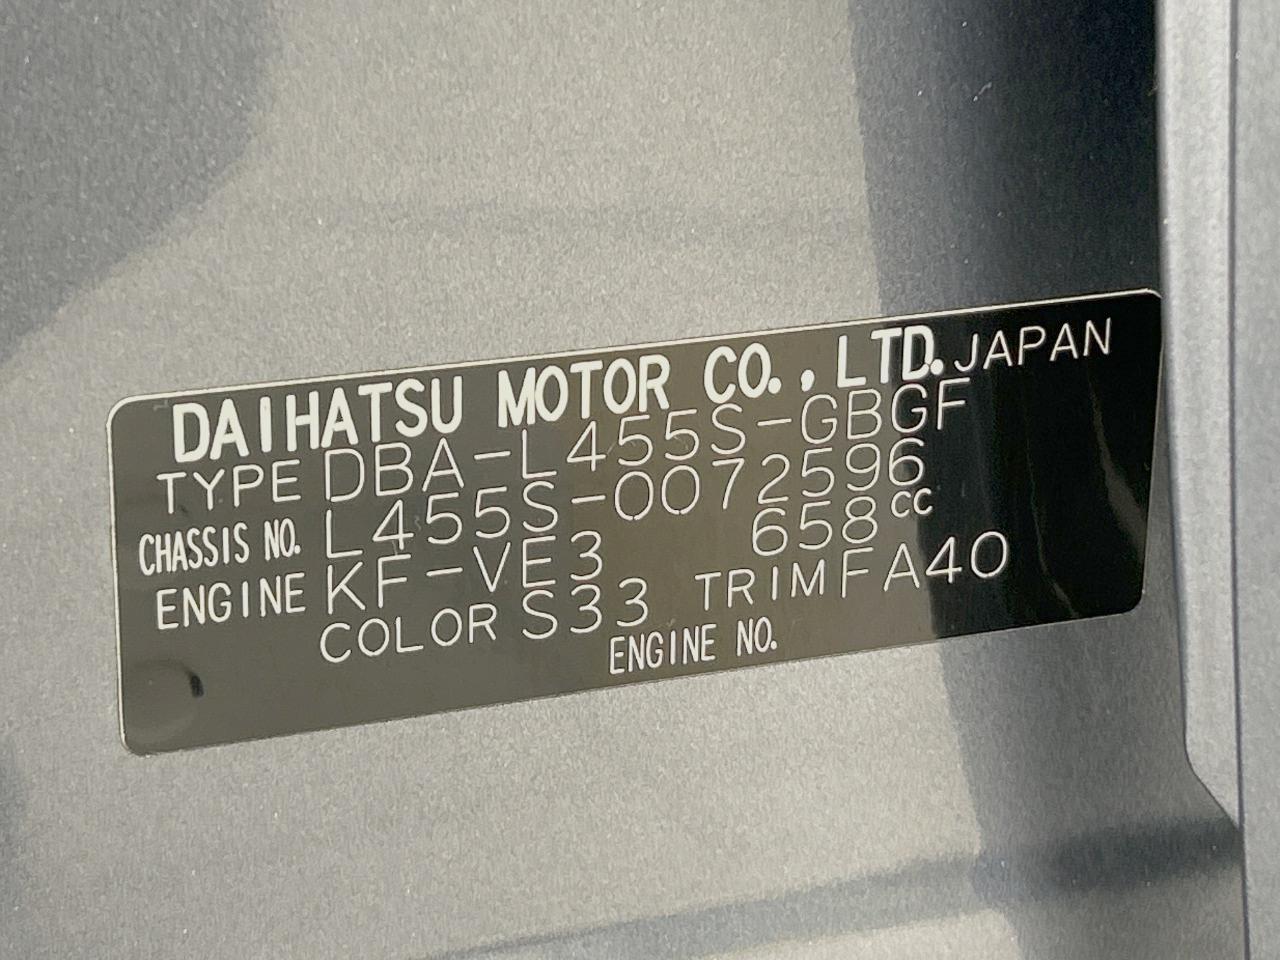 DAIHATSU MOTOR CO., LTD. JAPAN
TYPE DBA-L455S-GBGF
CHASSIS NO. L455S-0072596
ENGINE KF-VE3 658cc
COLOR S33 TRIM FA40
ENGINE NO.